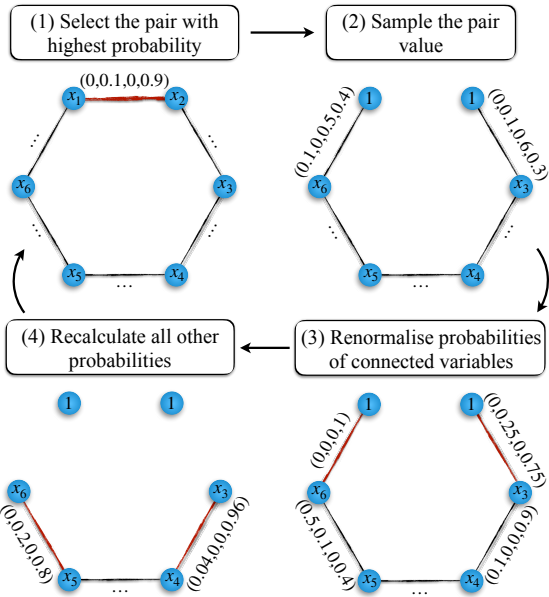 (1) Select the pair with
highest probability
(2) Sample the pair
value
(0,0.1,0,0.9)
x1
x2
...
...
x6
x3
...
...
x5
x4
...
1
1
(0.1,0,0.5,0.4)
(0,0.1,0.6,0.3)
x6
x3
...
...
x5
x4
...
(4) Recalculate all other
probabilities
(3) Renormalise probabilities
of connected variables
1
1
x6
x3
(0,0.2,0,0.8)
(0.04,0,0,0.96)
x5
x4
...
1
1
(0,0,0,1)
(0,0.25,0,0.75)
x6
x3
(0.5,0.1,0,0.4)
(0.1,0,0,0.9)
x5
x4
...